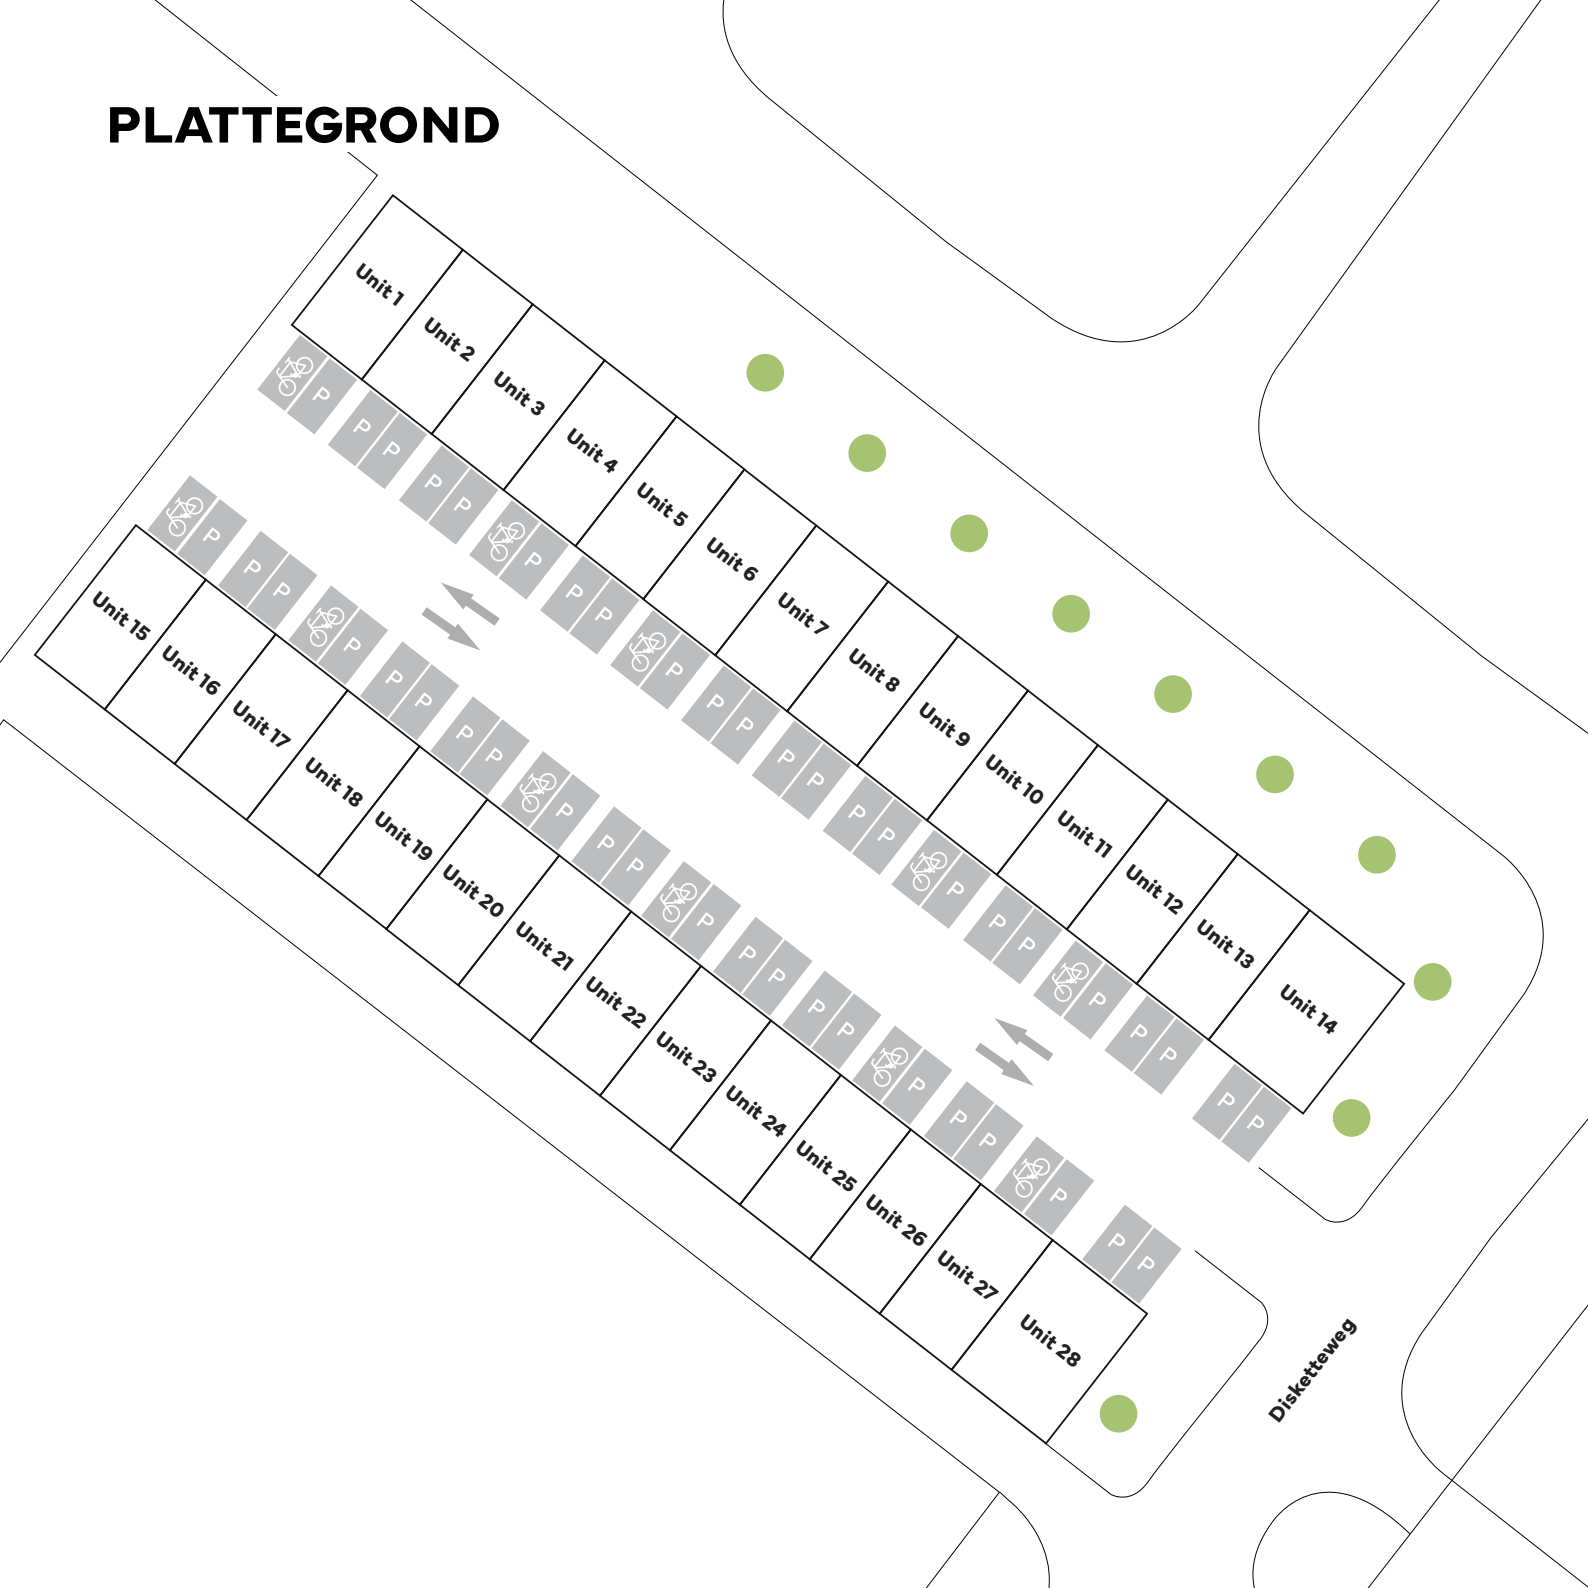 PLATTEGROND
Unit 1
Unit 2
Unit 3
Unit 4
Unit 5
Unit 6
Unit 7
Unit 8
Unit 9
Unit 10
Unit 11
Unit 12
Unit 13
Unit 14
P
P P
P P
P
P P
P
P P
P P
P P
P
P P
P
P P
P P
P
P P
P
P P
P P
P
P P
P
P P
P P
P
P P
P
P P
Unit 15
Unit 16
Unit 17
Unit 18
Unit 19
Unit 20
Unit 21
Unit 22
Unit 23
Unit 24
Unit 25
Unit 26
Unit 27
Unit 28
Disketteweg